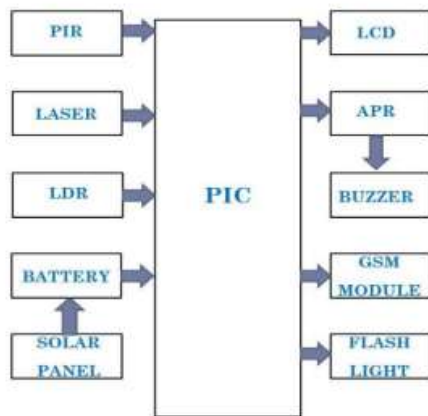 PIR
LASER
LDR
BATTERY
SOLAR
PANEL
PIC
LCD
APR
BUZZER
GSM
MODULE
FLASH
LIGHT